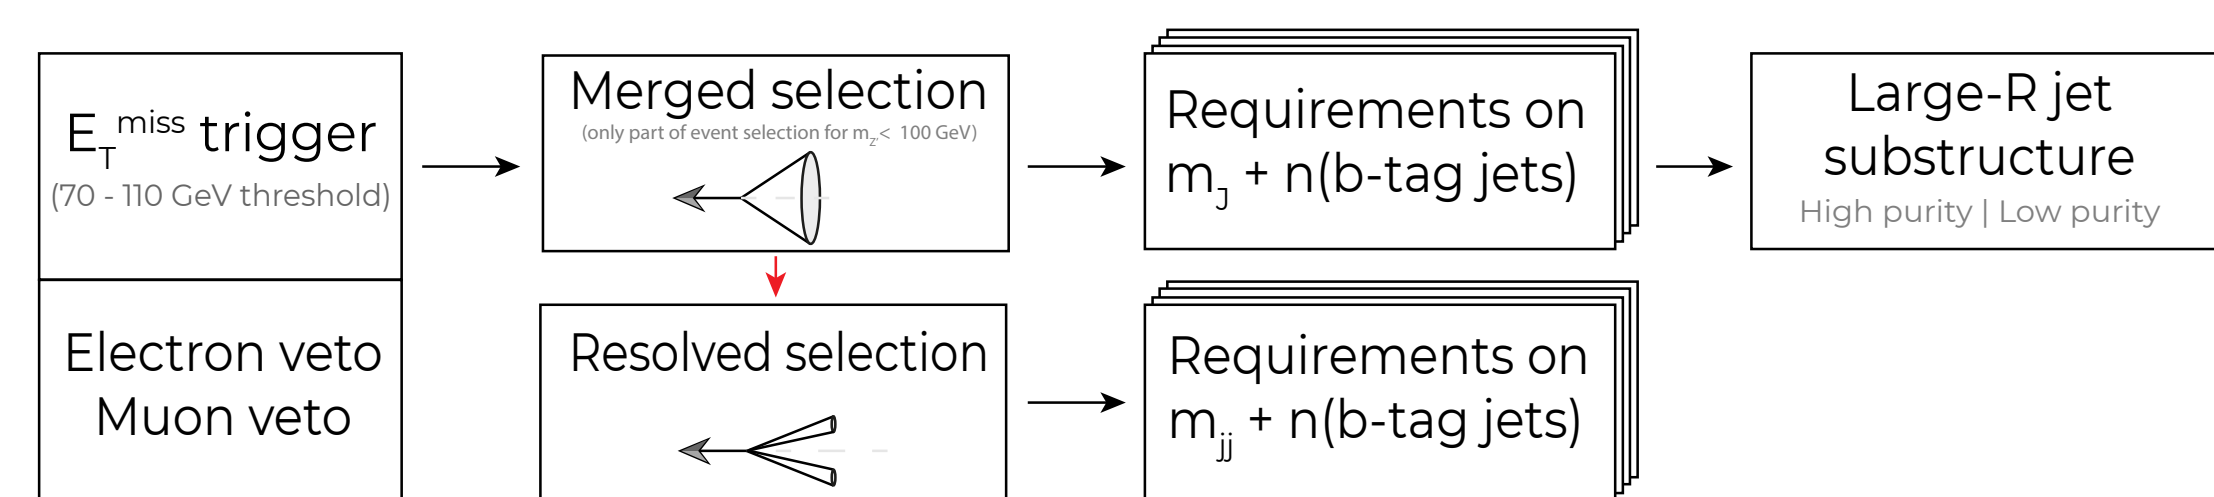 E_T^miss trigger
(70 - 110 GeV threshold)
Electron veto
Muon veto
Merged selection
(only part of event selection for m_Z'< 100 GeV)
Resolved selection
Requirements on
m_J + n(b-tag jets)
Requirements on
m_jj + n(b-tag jets)
Large-R jet
substructure
High purity | Low purity